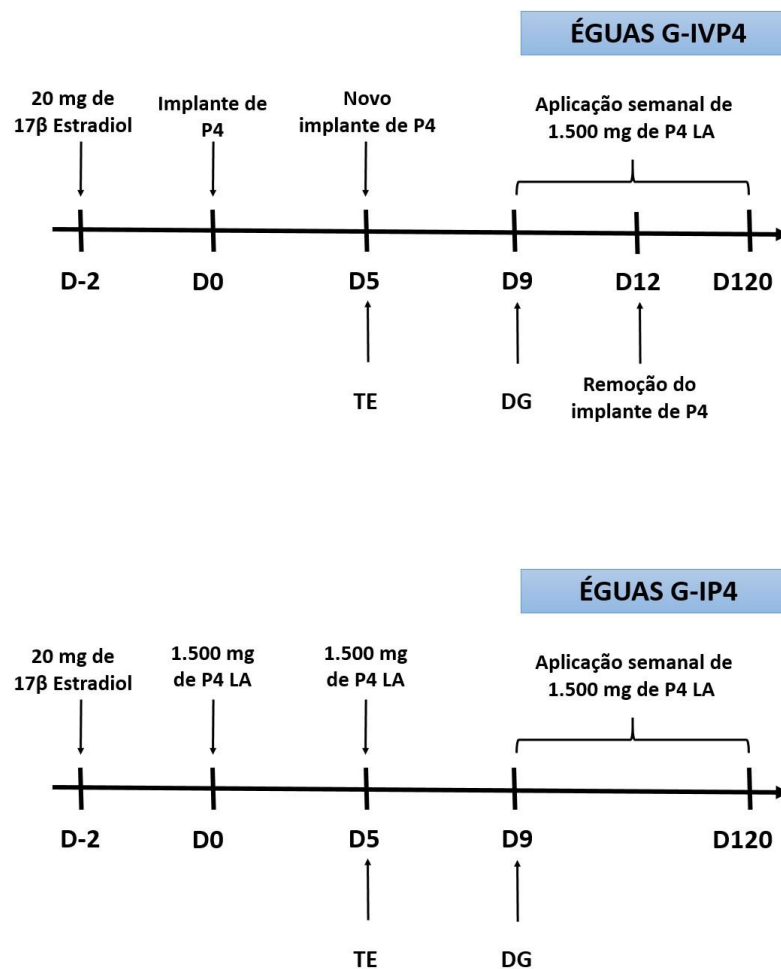 ÉGUAS G-IVP4
20 mg de
17β Estradiol
Implante de
P4
Novo
implante de P4
Aplicação semanal de
1.500 mg de P4 LA
D-2
D0
D5
D9
D12
D120
TE
DG
Remoção do
implante de P4
ÉGUAS G-IP4
20 mg de
17β Estradiol
1.500 mg
de P4 LA
1.500 mg
de P4 LA
Aplicação semanal de
1.500 mg de P4 LA
D-2
D0
D5
D9
D120
TE
DG